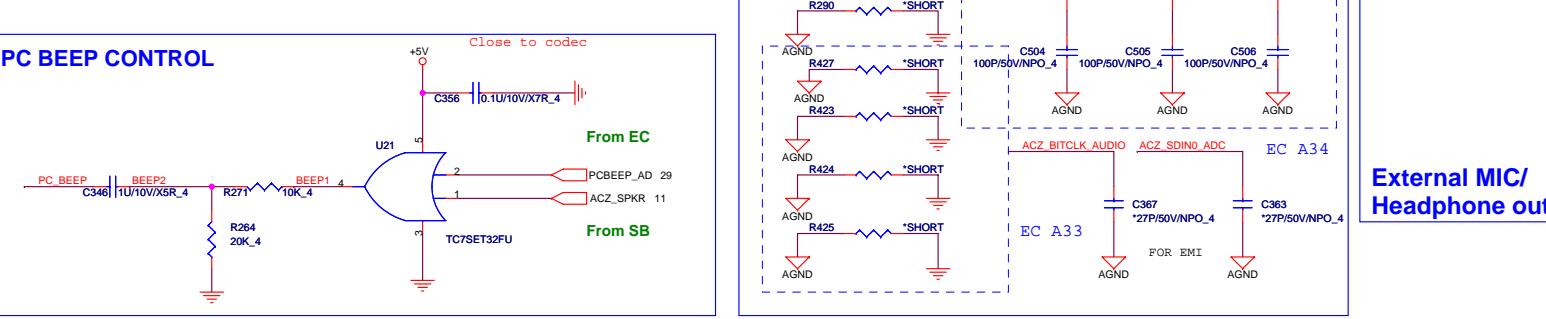 PC BEEP CONTROL
+5V
Close to codec
C356
0.1U/10V/X7R_4
From EC
5
U21
PC_BEEP
C346
BEEP2
1U/10V/X5R_4
R271
10K_4
BEEP1
4
2
PCBEEP_AD 29
1
ACZ_SPKR 11
R264
20K_4
3
TC7SET32FU
From SB
R290
*SHORT
AGND
R427
*SHORT
AGND
R423
*SHORT
AGND
R424
*SHORT
AGND
R425
*SHORT
AGND
C504
100P/50V/NPO_4
AGND
C505
100P/50V/NPO_4
AGND
C506
100P/50V/NPO_4
AGND
EC A34
ACZ_BITCLK_AUDIO
ACZ_SDIN0_ADC
C367
*27P/50V/NPO_4
C363
*27P/50V/NPO_4
EC A33
FOR EMI
AGND
AGND
External MIC/
Headphone out